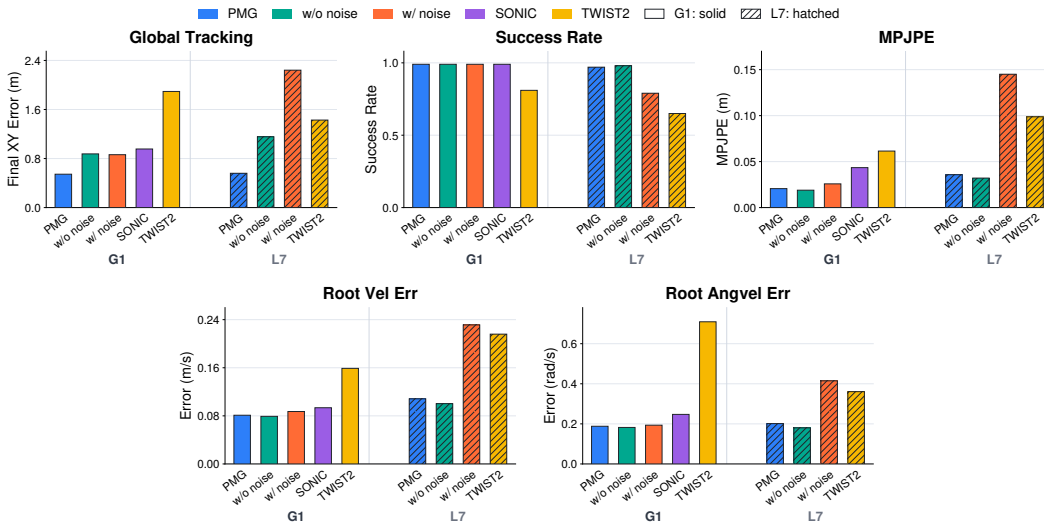 PMG w/o noise w/ noise SONIC TWIST2 G1: solid L7: hatched
Global Tracking
Final XY Error (m)
2.4
1.6
0.8
0.0
PMG w/o noise w/ noise SONIC TWIST2 PMG w/o noise w/ noise TWIST2
G1 L7
Success Rate
Success Rate
1.0
0.5
0.0
PMG w/o noise w/ noise SONIC TWIST2 PMG w/o noise w/ noise TWIST2
G1 L7
MPJPE
MPJPE (m)
0.15
0.10
0.05
0.00
PMG w/o noise w/ noise SONIC TWIST2 PMG w/o noise w/ noise TWIST2
G1 L7
Root Vel Err
Error (m/s)
0.24
0.16
0.08
0.00
PMG w/o noise w/ noise SONIC TWIST2 PMG w/o noise w/ noise TWIST2
G1 L7
Root Angvel Err
Error (rad/s)
0.6
0.4
0.2
0.0
PMG w/o noise w/ noise SONIC TWIST2 PMG w/o noise w/ noise TWIST2
G1 L7